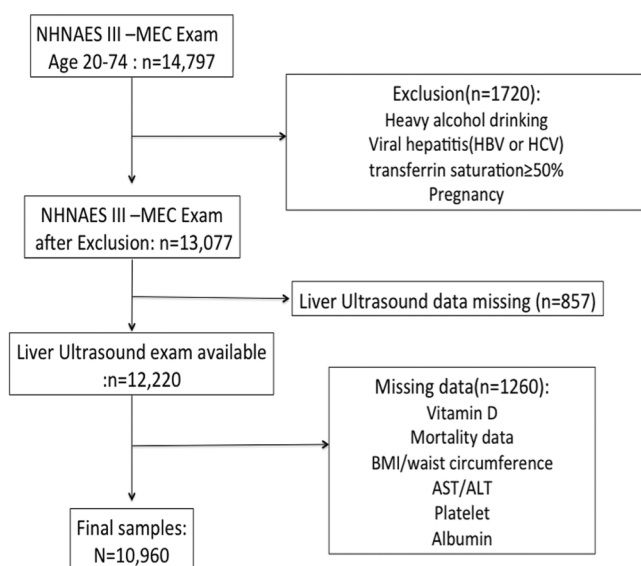 NHNAES III –MEC Exam
Age 20-74 : n=14,797
Exclusion(n=1720):
Heavy alcohol drinking
Viral hepatitis(HBV or HCV)
transferrin saturation≥50%
Pregnancy
NHNAES III –MEC Exam
after Exclusion: n=13,077
Liver Ultrasound data missing (n=857)
Liver Ultrasound exam available
:n=12,220
Missing data(n=1260):
Vitamin D
Mortality data
BMI/waist circumference
AST/ALT
Platelet
Albumin
Final samples:
N=10,960